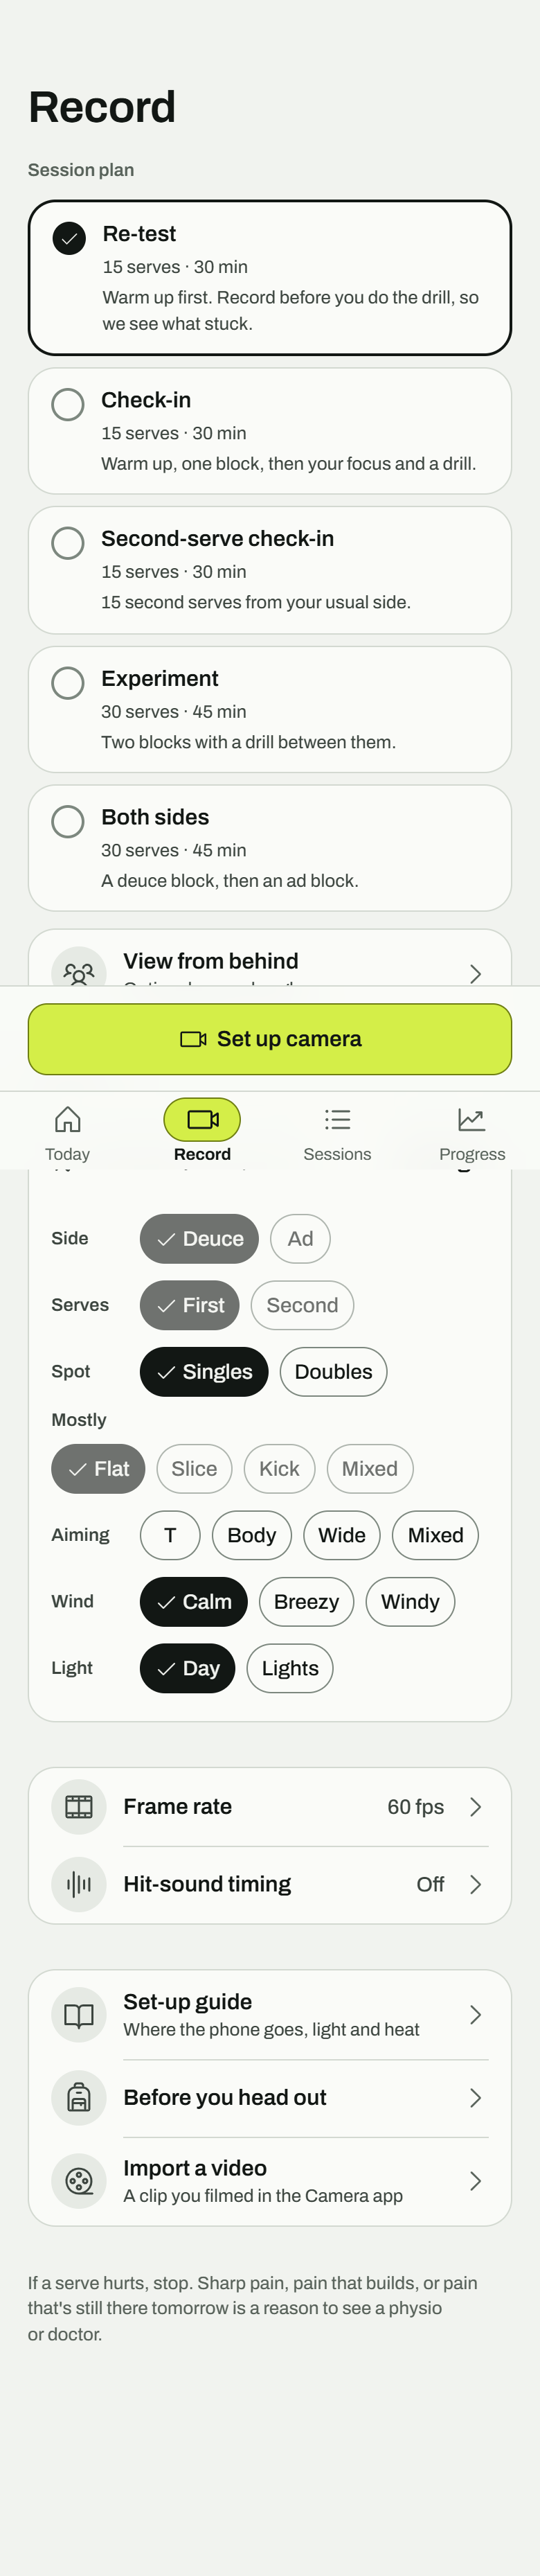 Record
Session plan
Re-test
15 serves · 30 min
Warm up first. Record before you do the drill, so
we see what stuck.
Check-in
15 serves · 30 min
Warm up, one block, then your focus and a drill.
Second-serve check-in
15 serves · 30 min
15 second serves from your usual side.
Experiment
30 serves · 45 min
Two blocks with a drill between them.
Both sides
30 serves · 45 min
A deuce block, then an ad block.
View from behind
Set up camera
Today
Record
Sessions
Progress
Side
Deuce
Ad
Serves
First
Second
Spot
Singles
Doubles
Mostly
Flat
Slice
Kick
Mixed
Aiming
T
Body
Wide
Mixed
Wind
Calm
Breezy
Windy
Light
Day
Lights
Frame rate
60 fps
Hit-sound timing
Off
Set-up guide
Where the phone goes, light and heat
Before you head out
Import a video
A clip you filmed in the Camera app
If a serve hurts, stop. Sharp pain, pain that builds, or pain
that's still there tomorrow is a reason to see a physio
or doctor.